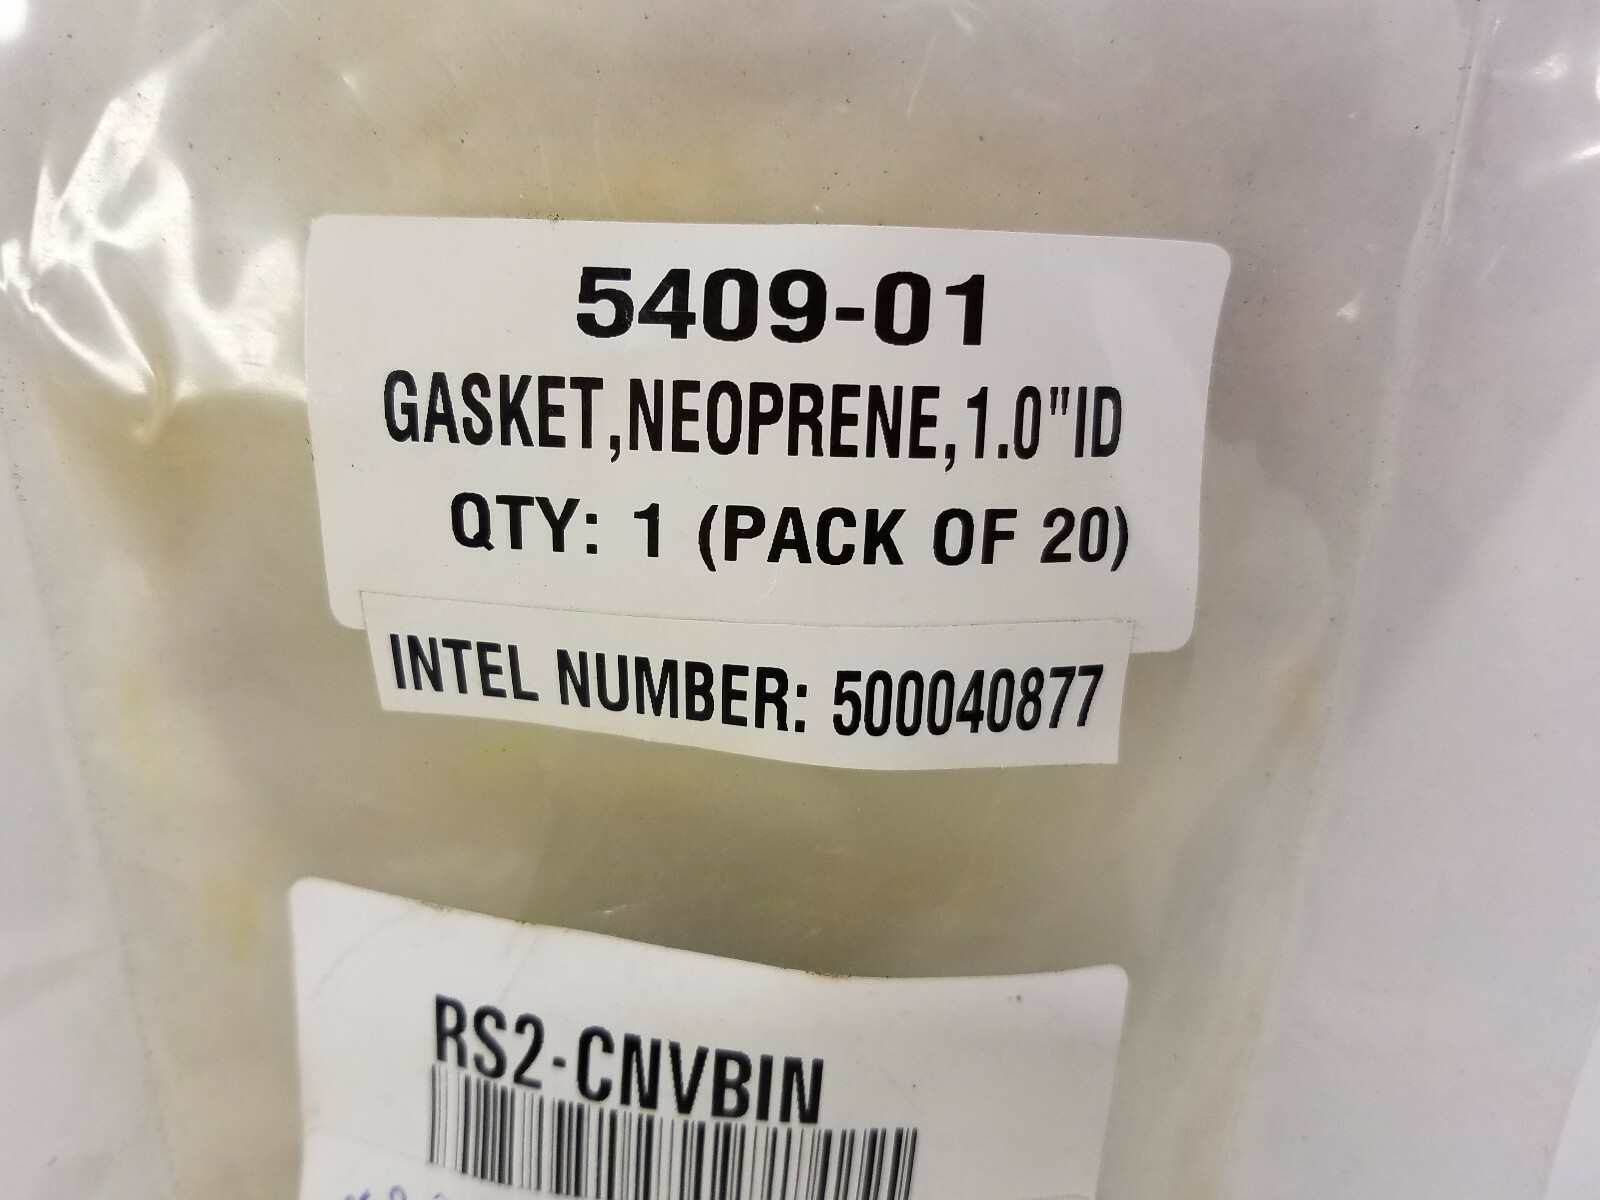 5409-01
GASKET,NEOPRENE,1.0"ID
QTY: 1 (PACK OF 20)
INTEL NUMBER: 500040877
RS2-CNVBIN